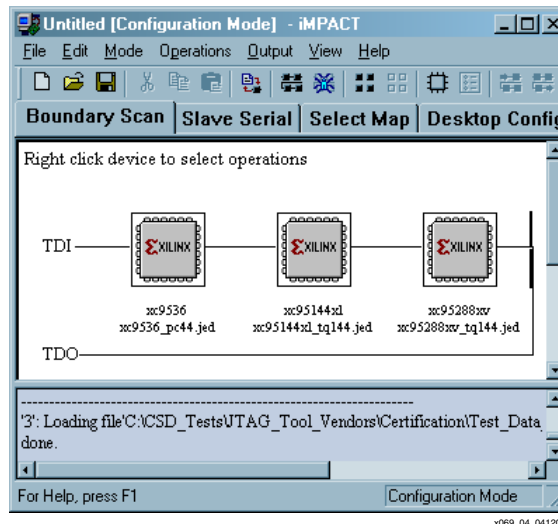 Untitled [Configuration Mode] - iMPACT
File Edit Mode Operations Output View Help
Boundary Scan Slave Serial Select Map Desktop Config
Right click device to select operations
TDI XILINX XILINX XILINX
xc9536 xc95144xl xc95288xv
xc9536_pc44.jed xc95144xl_tq144.jed xc95288xv_tq144.jed
TDO
----------------------------------------------------------------------
'3': Loading file'C:\CSD_Tests\JTAG_Tool_Vendors\Certification\Test_Data_
done.
For Help, press F1 Configuration Mode